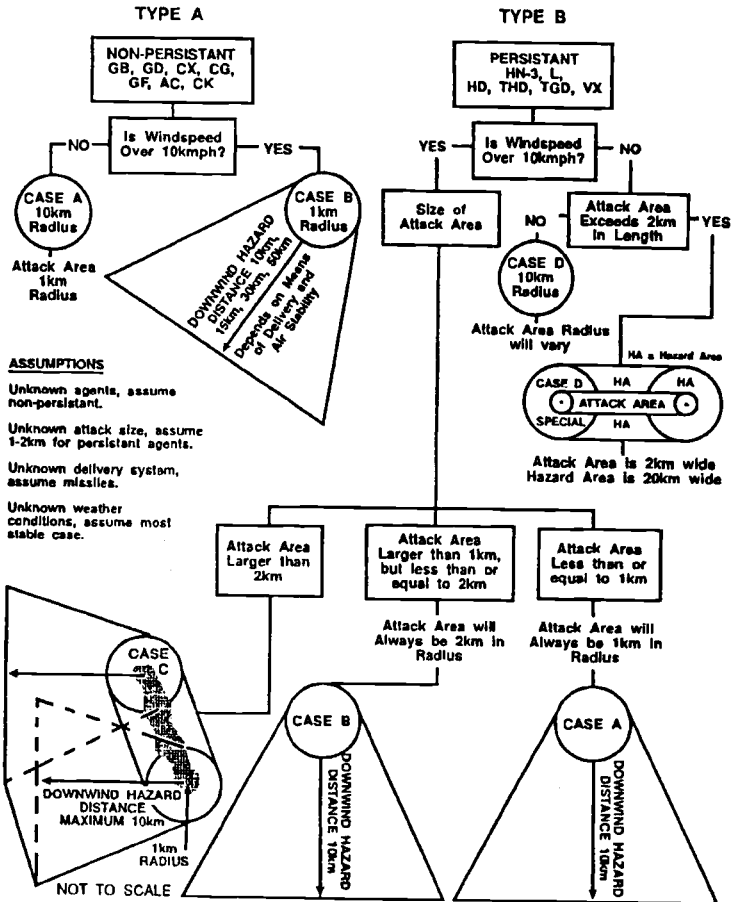 TYPE A
NON-PERSISTANT
GB, GD, CX, CG,
GF, AC, CK
Is Windspeed
Over 10kmph?
NO
YES
CASE A
10km
Radius
Attack Area
1km
Radius
CASE B
1km
Radius
DOWNWIND HAZARD
DISTANCE 10km,
15km, 30km, 50km
Depends on Means
of Delivery and
Air Stability
ASSUMPTIONS
Unknown agents, assume
non-persistant.
Unknown attack size, assume
1-2km for persistant agents.
Unknown delivery system,
assume missiles.
Unknown weather
conditions, assume most
stable case.
TYPE B
PERSISTANT
HN-3, L,
HD, THD, TGD, VX
Is Windspeed
Over 10kmph?
YES
NO
Size of
Attack Area
Attack Area
Exceeds 2km
In Length
NO
YES
CASE D
10km
Radius
Attack Area Radius
will vary
HA = Hazard Area
CASE D
HA
HA
ATTACK AREA
SPECIAL
HA
Attack Area is 2km wide
Hazard Area is 20km wide
Attack Area
Larger than
2km
Attack Area
Larger than 1km,
but less than or
equal to 2km
Attack Area
Less than or
equal to 1km
Attack Area will
Always be 2km in
Radius
Attack Area will
Always be 1km in
Radius
CASE
C
DOWNWIND HAZARD
DISTANCE
MAXIMUM 10km
1km
RADIUS
NOT TO SCALE
CASE B
DOWNWIND HAZARD
DISTANCE 10km
CASE A
DOWNWIND HAZARD
DISTANCE 10km